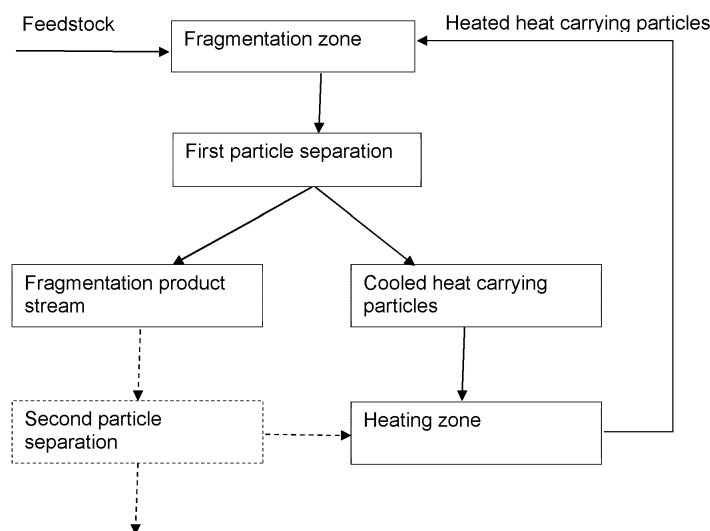 Feedstock
Heated heat carrying particles
Fragmentation zone
First particle separation
Fragmentation product
stream
Cooled heat carrying
particles
Second particle
separation
Heating zone